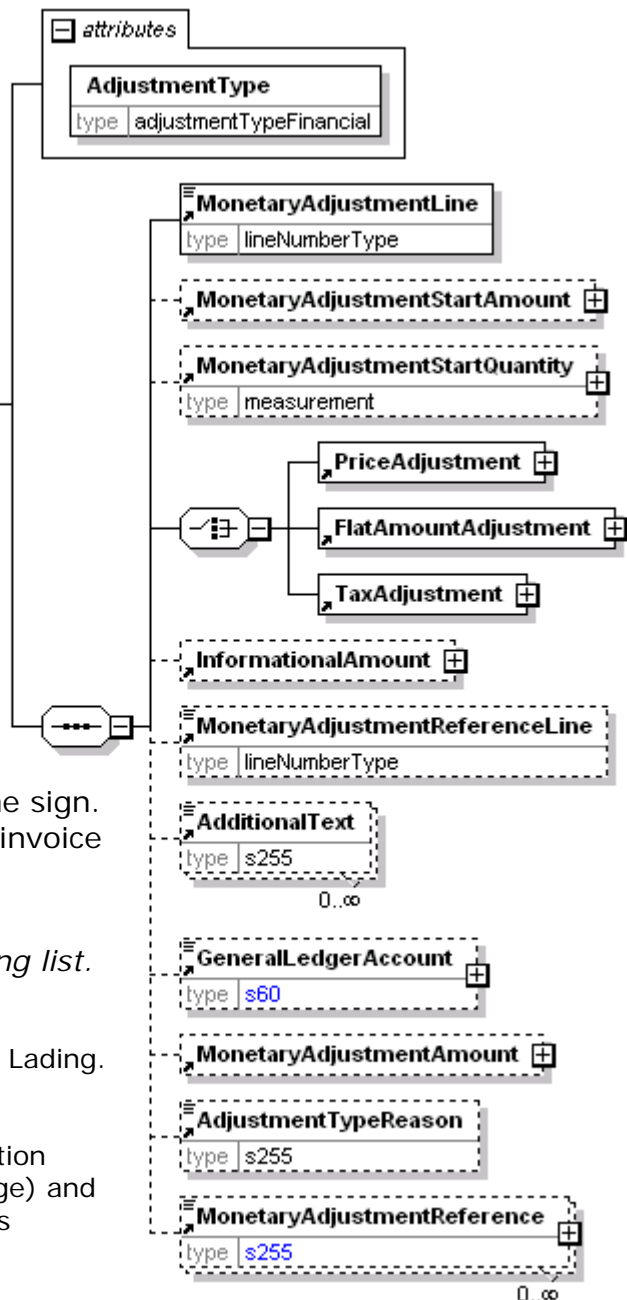 attributes
AdjustmentType
type adjustmentTypeFinancial
MonetaryAdjustmentLine
type lineNumberType
MonetaryAdjustmentStartAmount
MonetaryAdjustmentStartQuantity
type measurement
PriceAdjustment
FlatAmountAdjustment
TaxAdjustment
InformationalAmount
MonetaryAdjustmentReferenceLine
type lineNumberType
ne sign.
invoice
AdditionalText
type s255
0..∞
ng list.
GeneralLedgerAccount
type s60
Lading.
MonetaryAdjustmentAmount
AdjustmentTypeReason
type s255
tion
ge) and
s
MonetaryAdjustmentReference
type s255
0..∞